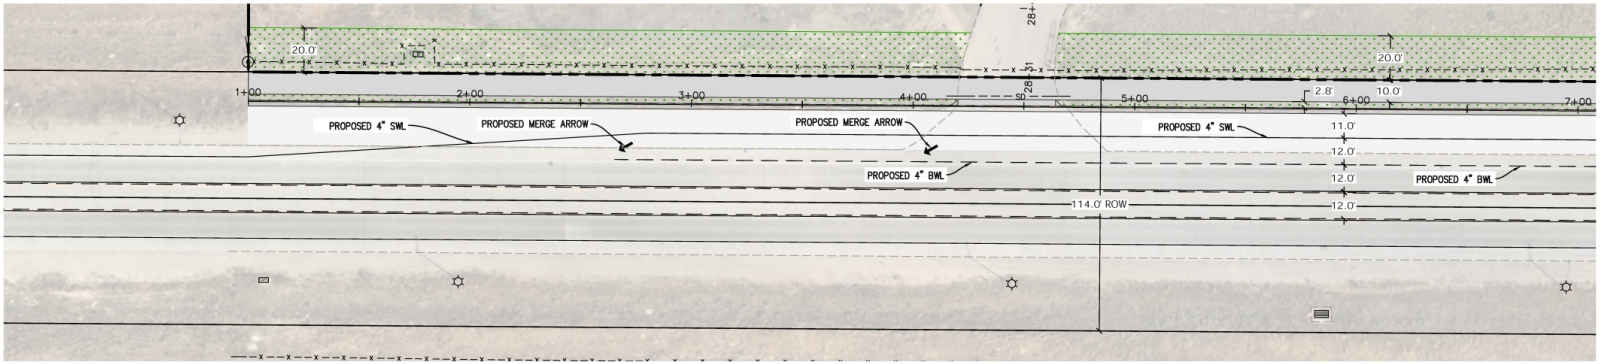 28+
20.0'
20.0'
28+31
1+00
2+00
3+00
4+00
SD
5+00
2.8'
6+00
10.0'
7+00
PROPOSED 4" SWL
PROPOSED MERGE ARROW
PROPOSED MERGE ARROW
PROPOSED 4" SWL
11.0'
12.0'
PROPOSED 4" BWL
12.0'
PROPOSED 4" BWL
114.0' ROW
12.0'